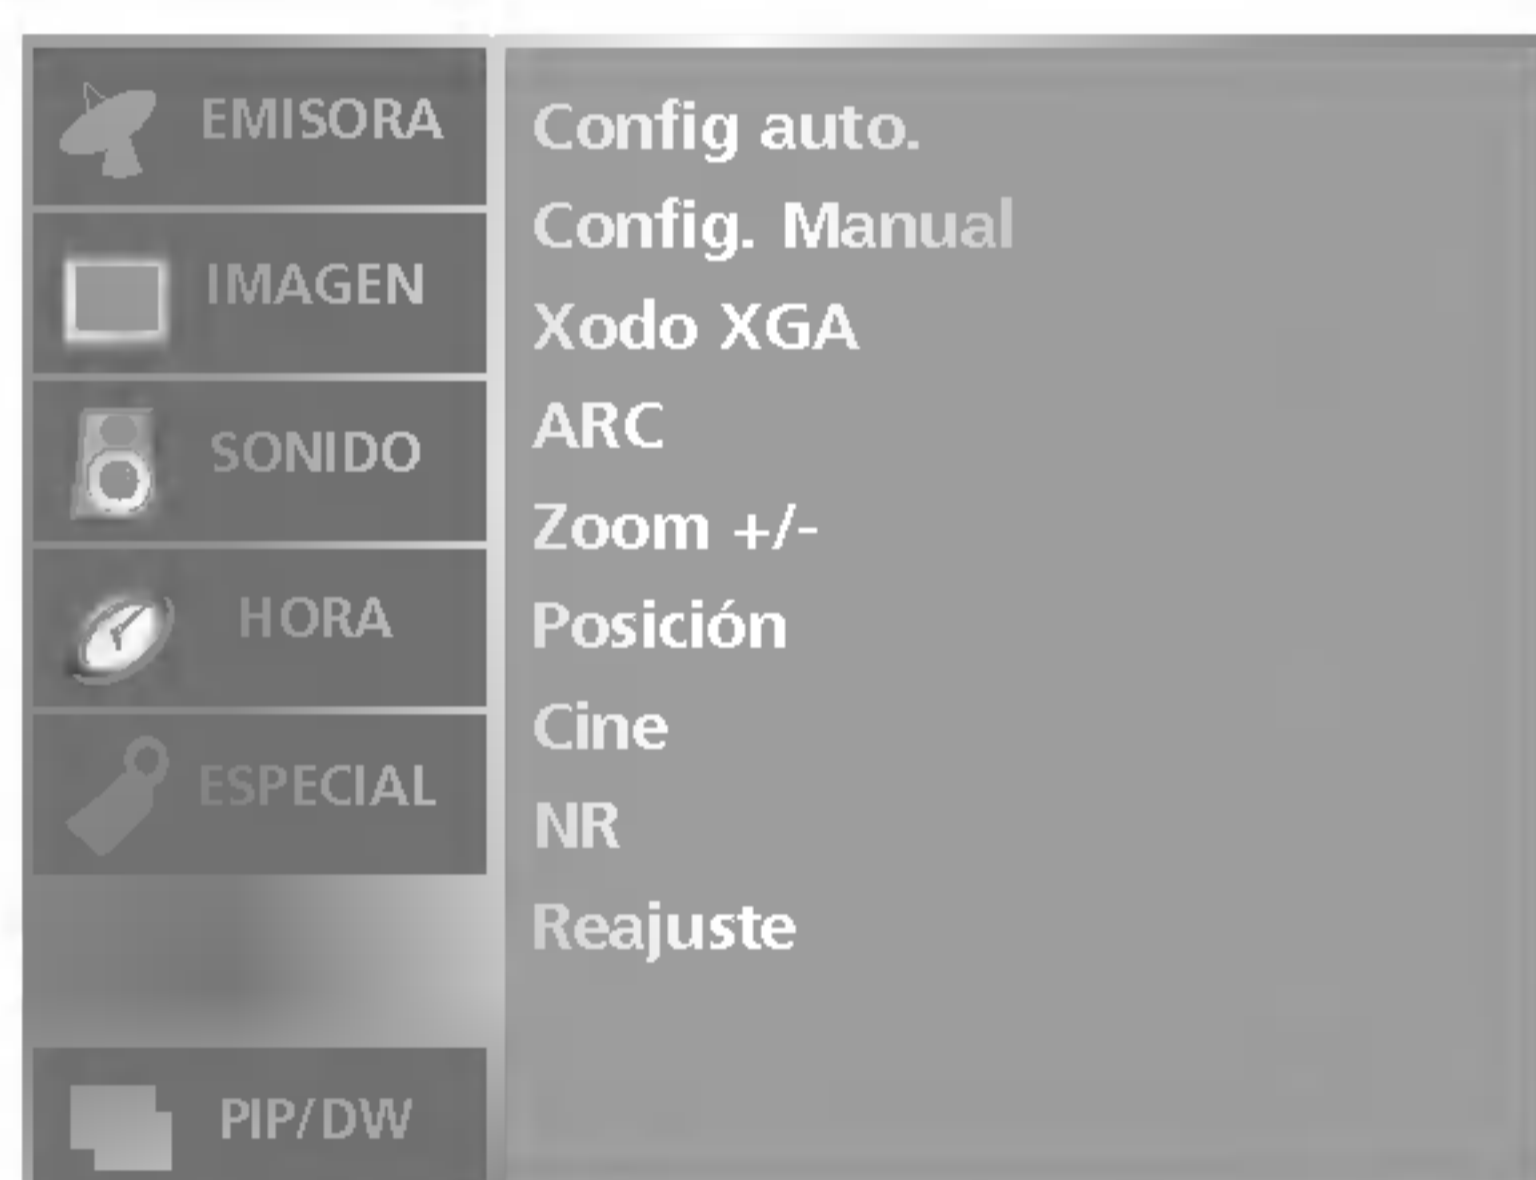 EMISORA
IMAGEN
SONIDO
HORA
ESPECIAL
PIP/DW
Config auto.
Config. Manual
Xodo XGA
ARC
Zoom +/-
Posición
Cine
NR
Reajuste